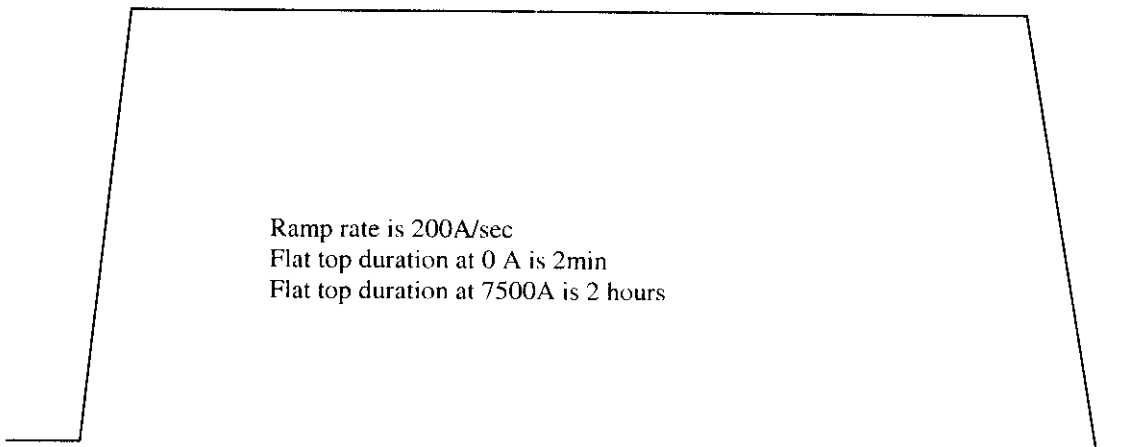 Ramp rate is 200A/sec
Flat top duration at 0 A is 2min
Flat top duration at 7500A is 2 hours